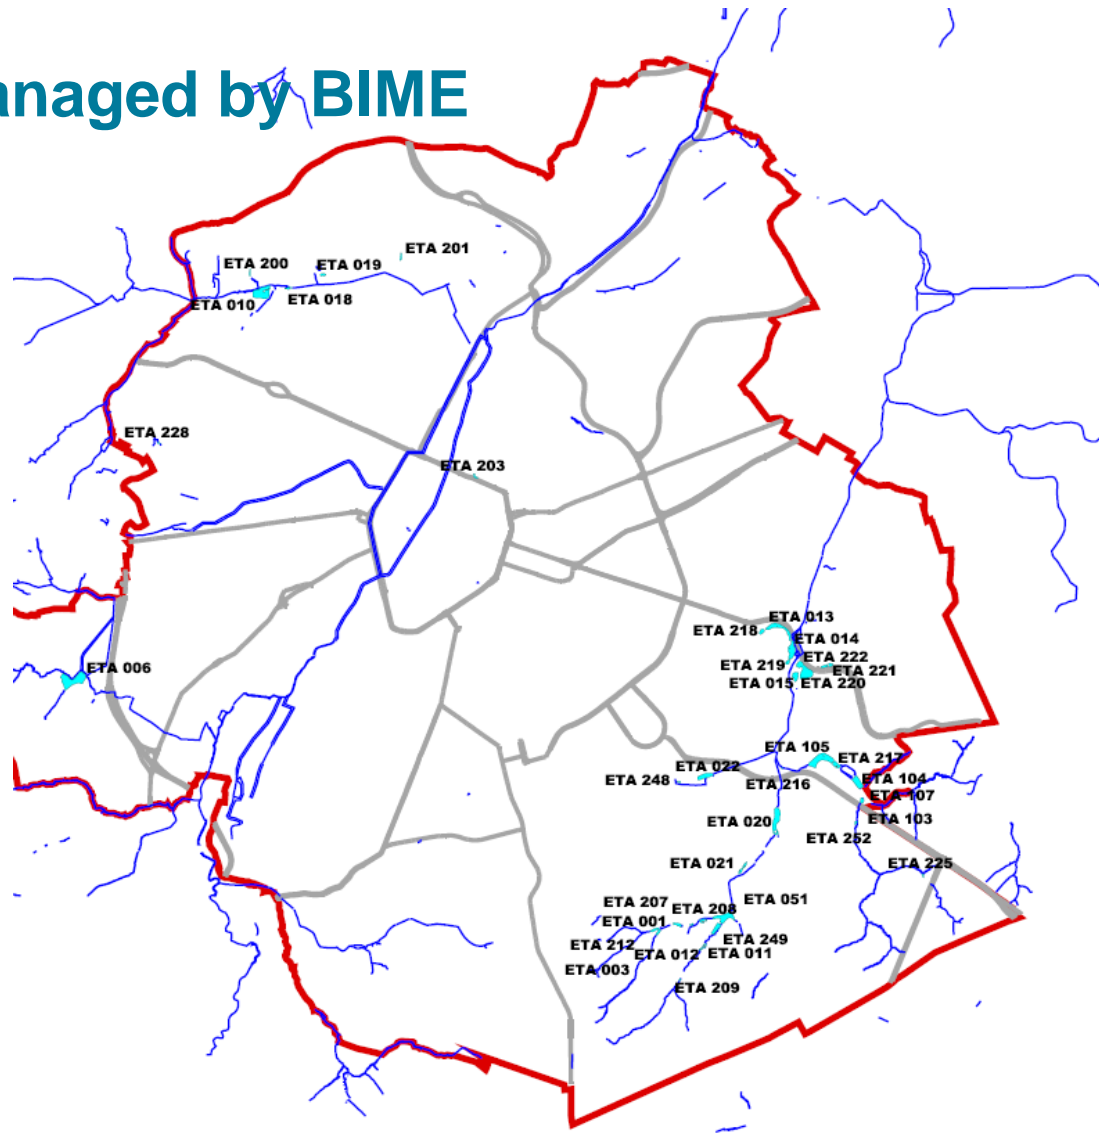 anaged by BIME
ETA 201
ETA 200
ETA 019
ETA 010
ETA 018
ETA 228
ETA 203
ETA 013
ETA 218
ETA 014
ETA 222
ETA 219
ETA 221
ETA 015
ETA 220
ETA 006
ETA 105
ETA 217
ETA 022
ETA 248
ETA 216
ETA 104
ETA 107
ETA 103
ETA 020
ETA 252
ETA 021
ETA 225
ETA 051
ETA 207
ETA 208
ETA 001
ETA 249
ETA 212
ETA 012
ETA 011
ETA 003
ETA 209